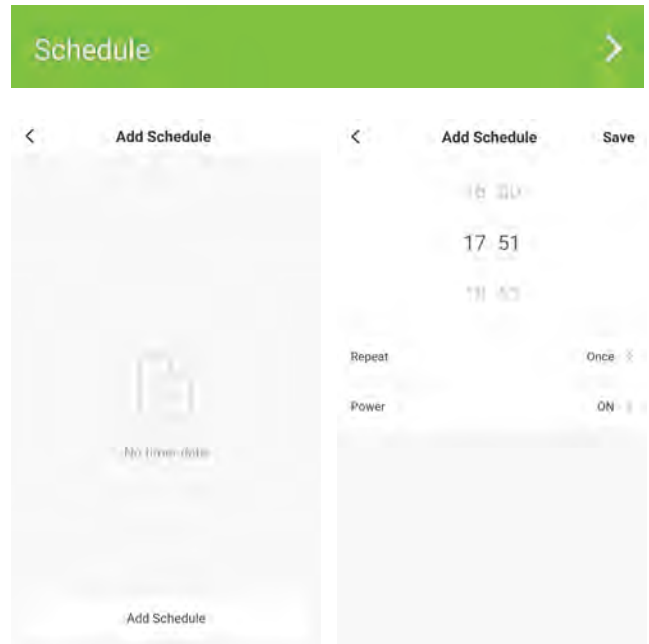 Schedule
Add Schedule
No timer data
Add Schedule
Add Schedule Save
17 51
Repeat Once
Power ON